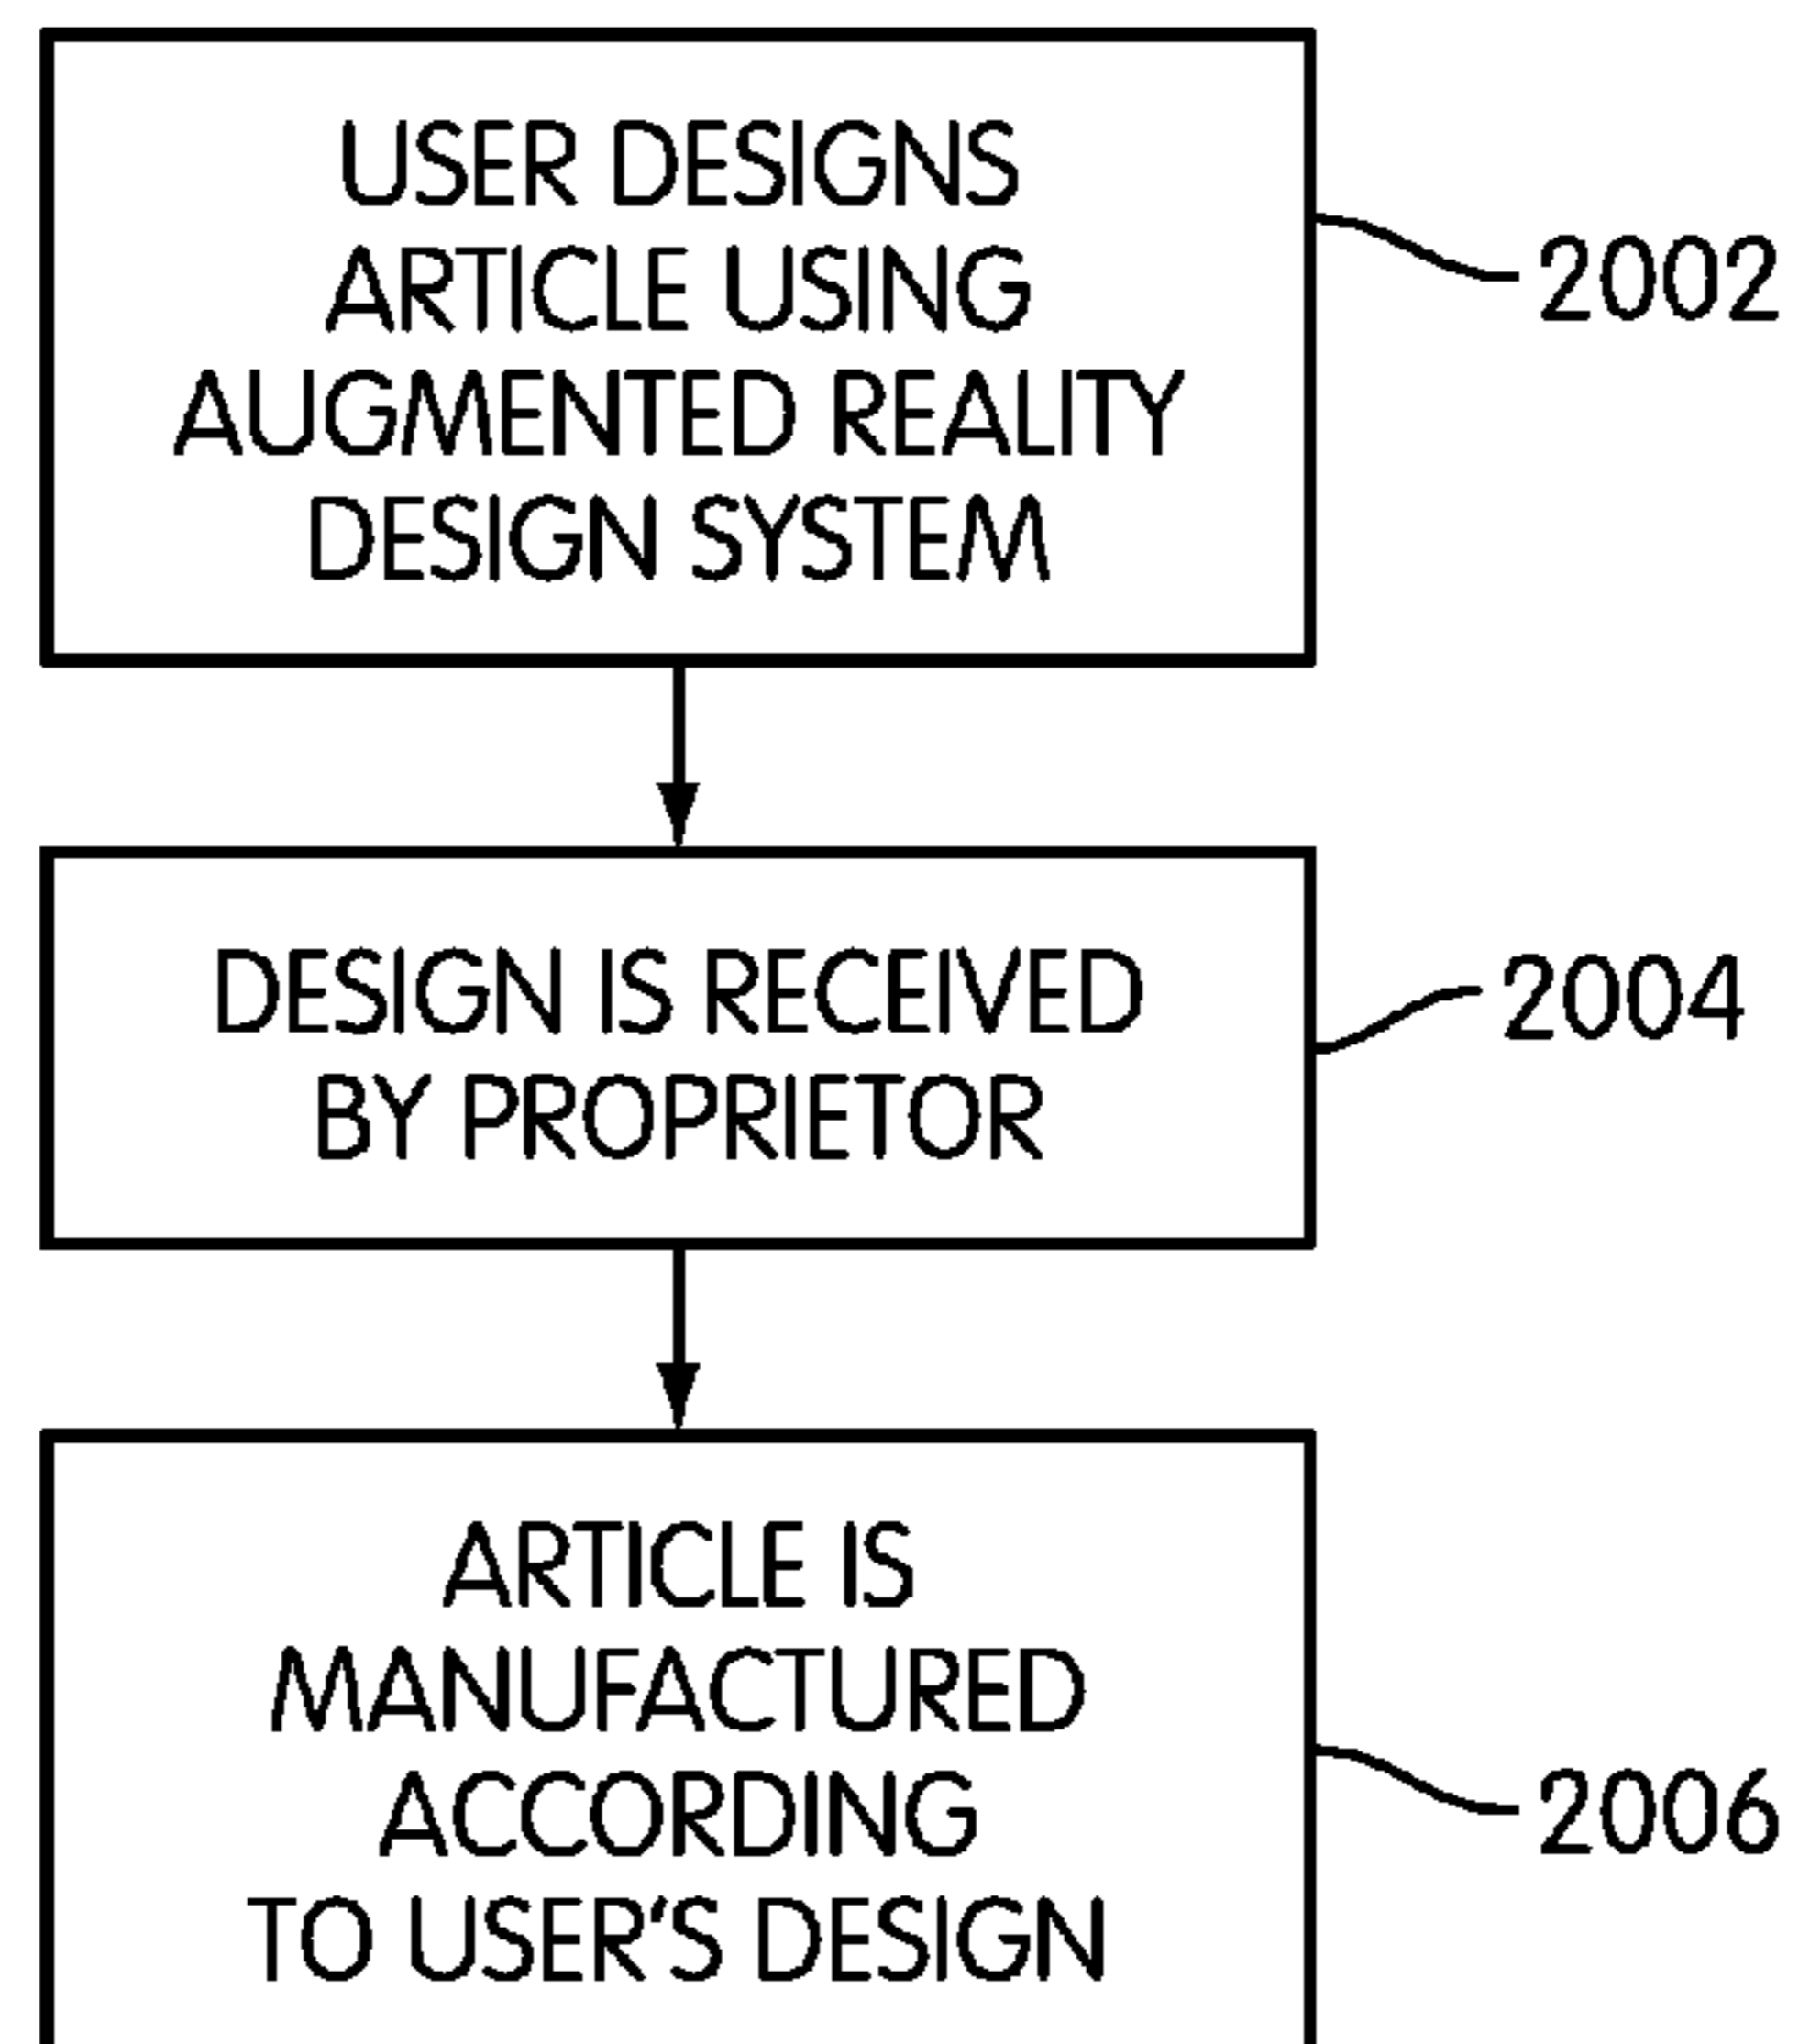 USER DESIGNS
ARTICLE USING
AUGMENTED REALITY
DESIGN SYSTEM
2002
DESIGN IS RECEIVED
BY PROPRIETOR
2004
ARTICLE IS
MANUFACTURED
ACCORDING
TO USER'S DESIGN
2006